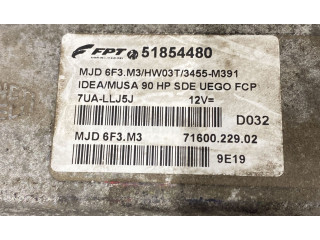 FPT 51854480
MJD 6F3.M3/HW03T/3455-M391
IDEA/MUSA 90 HP SDE UEGO FCP
7UA-LLJ5J 12V=
D032
MJD 6F3.M3 71600.229.02
9E19